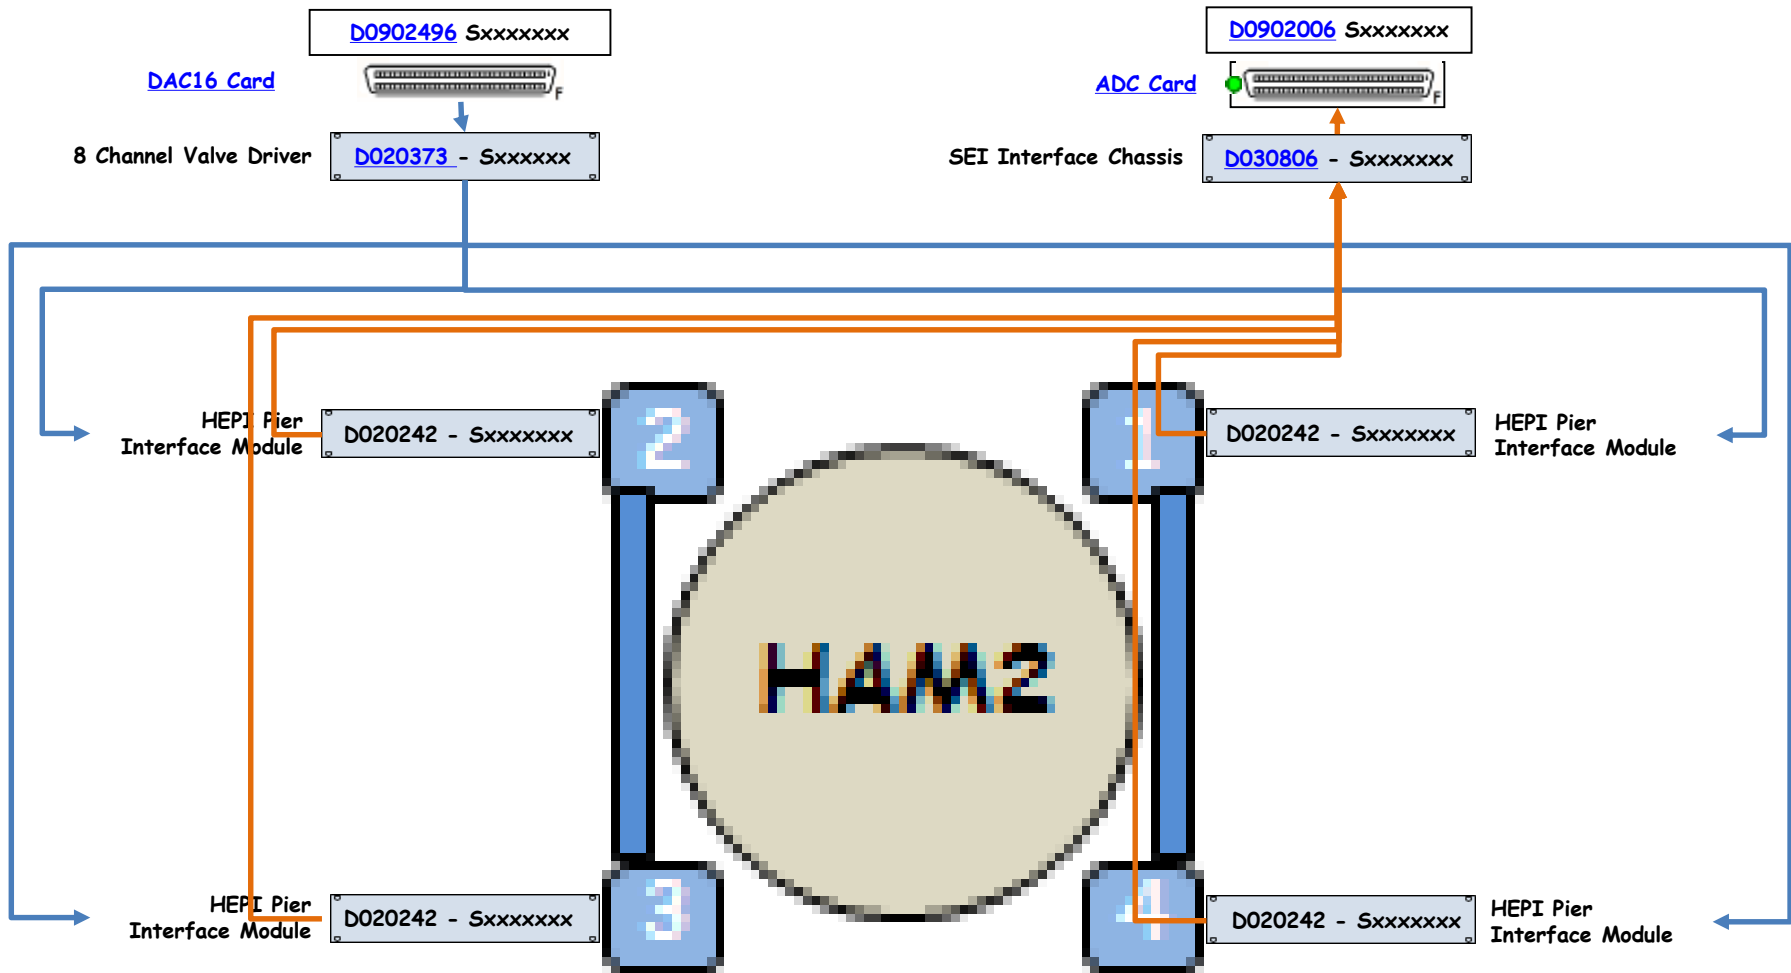 D0902496 Sxxxxxxx
D0902006 Sxxxxxxx
DAC16 Card
F
ADC Card
F
8 Channel Valve Driver
D020373 - Sxxxxxx
SEI Interface Chassis
D030806 - Sxxxxxxx
HEPI Pier
Interface Module
D020242 - Sxxxxxxx
2
1
D020242 - Sxxxxxxx
HEPI Pier
Interface Module
HAM2
HEPI Pier
Interface Module
D020242 - Sxxxxxxx
3
4
D020242 - Sxxxxxxx
HEPI Pier
Interface Module